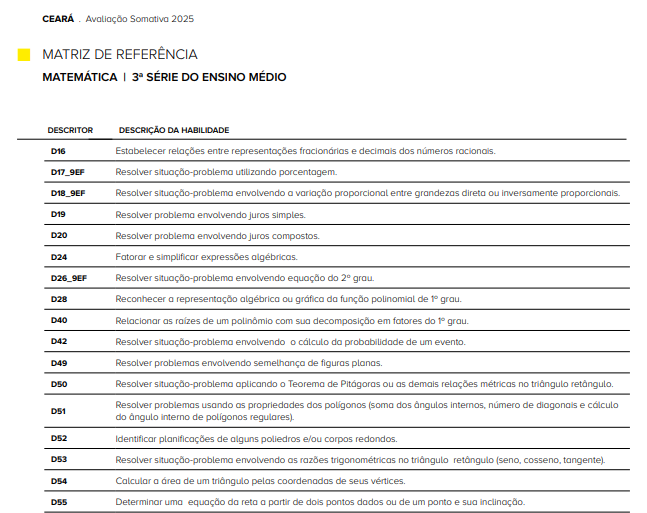 CEARÁ . Avaliação Somativa 2025
MATRIZ DE REFERÊNCIA
MATEMÁTICA | 3ª SÉRIE DO ENSINO MÉDIO
DESCRITOR DESCRIÇÃO DA HABILIDADE
D16 Estabelecer relações entre representações fracionárias e decimais dos números racionais.
D17_9EF Resolver situação-problema utilizando porcentagem.
D18_9EF Resolver situação-problema envolvendo a variação proporcional entre grandezas direta ou inversamente proporcionais.
D19 Resolver problema envolvendo juros simples.
D20 Resolver problema envolvendo juros compostos.
D24 Fatorar e simplificar expressões algébricas.
D26_9EF Resolver situação-problema envolvendo equação do 2º grau.
D28 Reconhecer a representação algébrica ou gráfica da função polinomial de 1º grau.
D40 Relacionar as raízes de um polinômio com sua decomposição em fatores do 1º grau.
D42 Resolver situação-problema envolvendo o cálculo da probabilidade de um evento.
D49 Resolver problemas envolvendo semelhança de figuras planas.
D50 Resolver situação-problema aplicando o Teorema de Pitágoras ou as demais relações métricas no triângulo retângulo.
D51 Resolver problemas usando as propriedades dos polígonos (soma dos ângulos internos, número de diagonais e cálculo
do ângulo interno de polígonos regulares).
D52 Identificar planificações de alguns poliedros e/ou corpos redondos.
D53 Resolver situação-problema envolvendo as razões trigonométricas no triângulo retângulo (seno, cosseno, tangente).
D54 Calcular a área de um triângulo pelas coordenadas de seus vértices.
D55 Determinar uma equação da reta a partir de dois pontos dados ou de um ponto e sua inclinação.